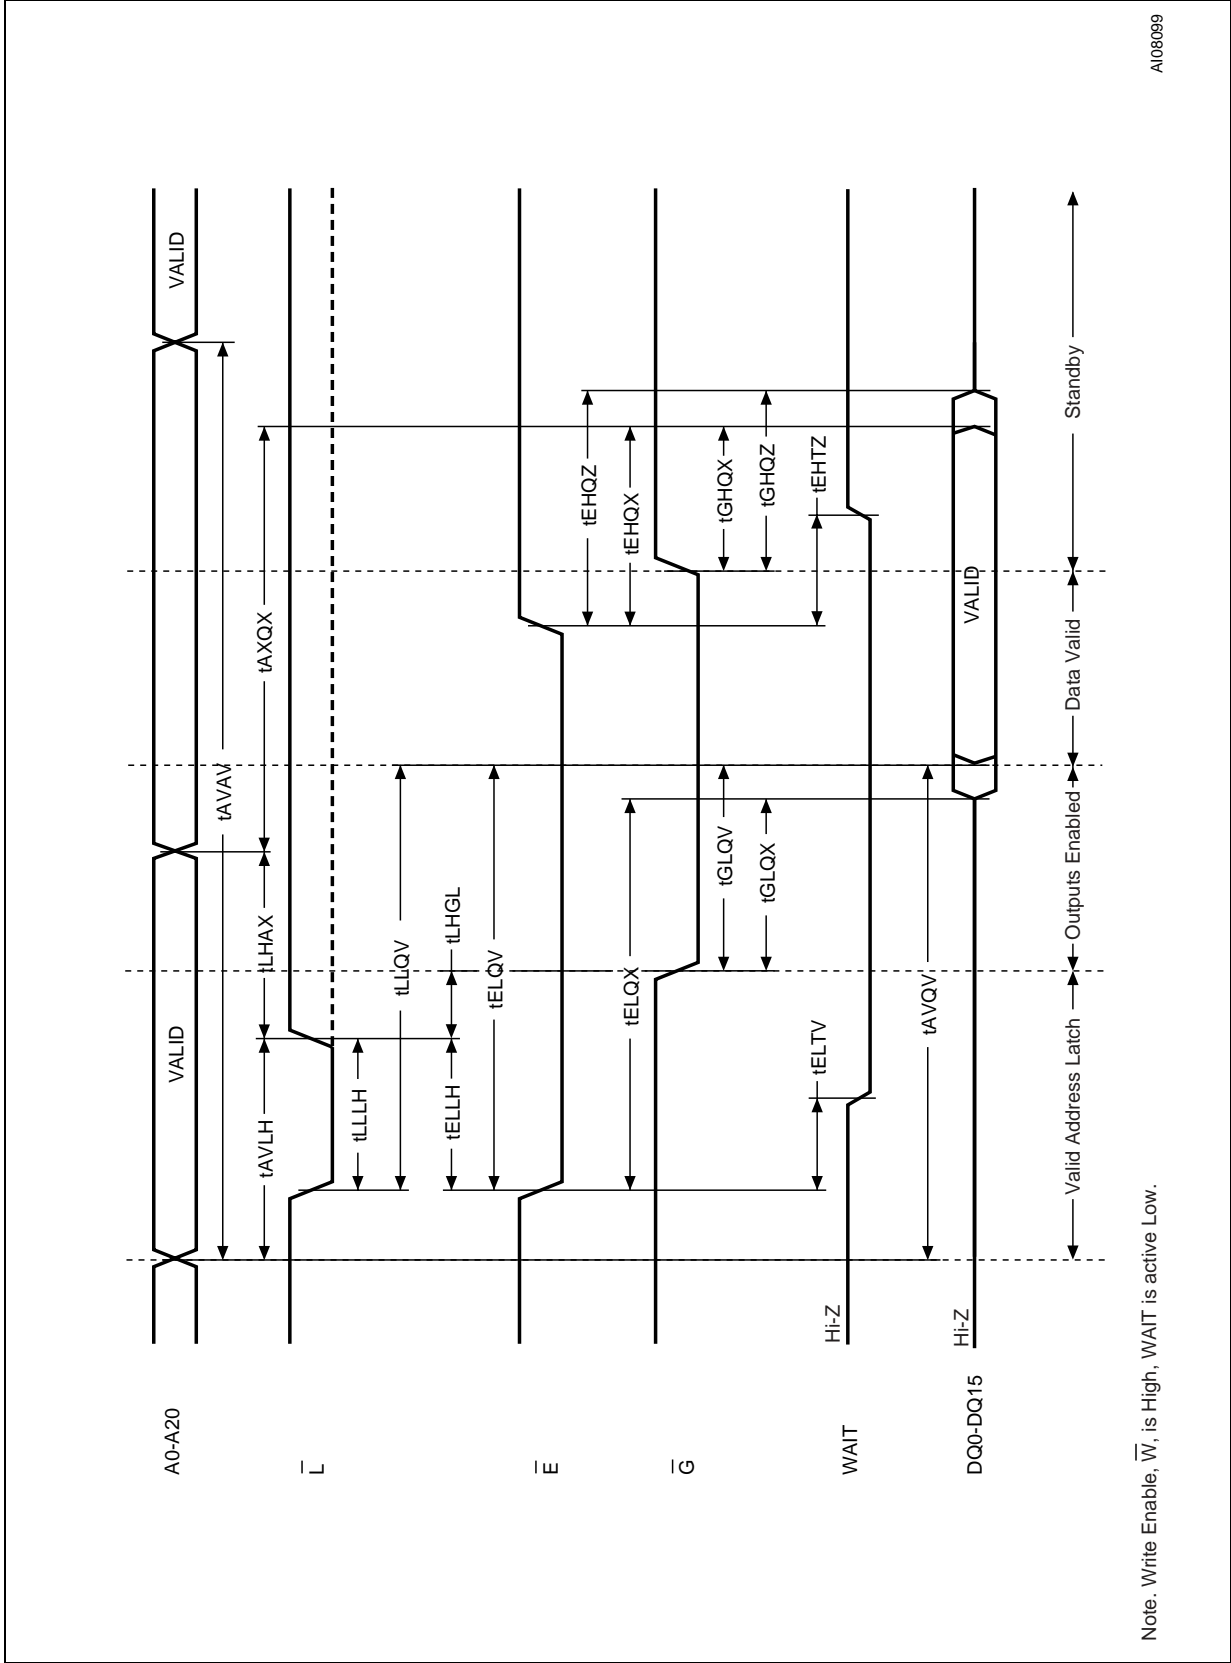 A0-A20
VALID
VALID
tAVAV
tAVLH
tLHAX
tAXQX
L
tLLLH
tLLQV
tELLH
tLHGL
tELQV
E
tEHQZ
tELQX
tEHQX
G
tGLQV
tGHQX
tGLQX
tGHQZ
tELTV
tEHTZ
WAIT
Hi-Z
tAVQV
DQ0-DQ15
Hi-Z
VALID
Valid Address Latch
Outputs Enabled
Data Valid
Standby
Note. Write Enable, W̅, is High, WAIT is active Low.
AI08099